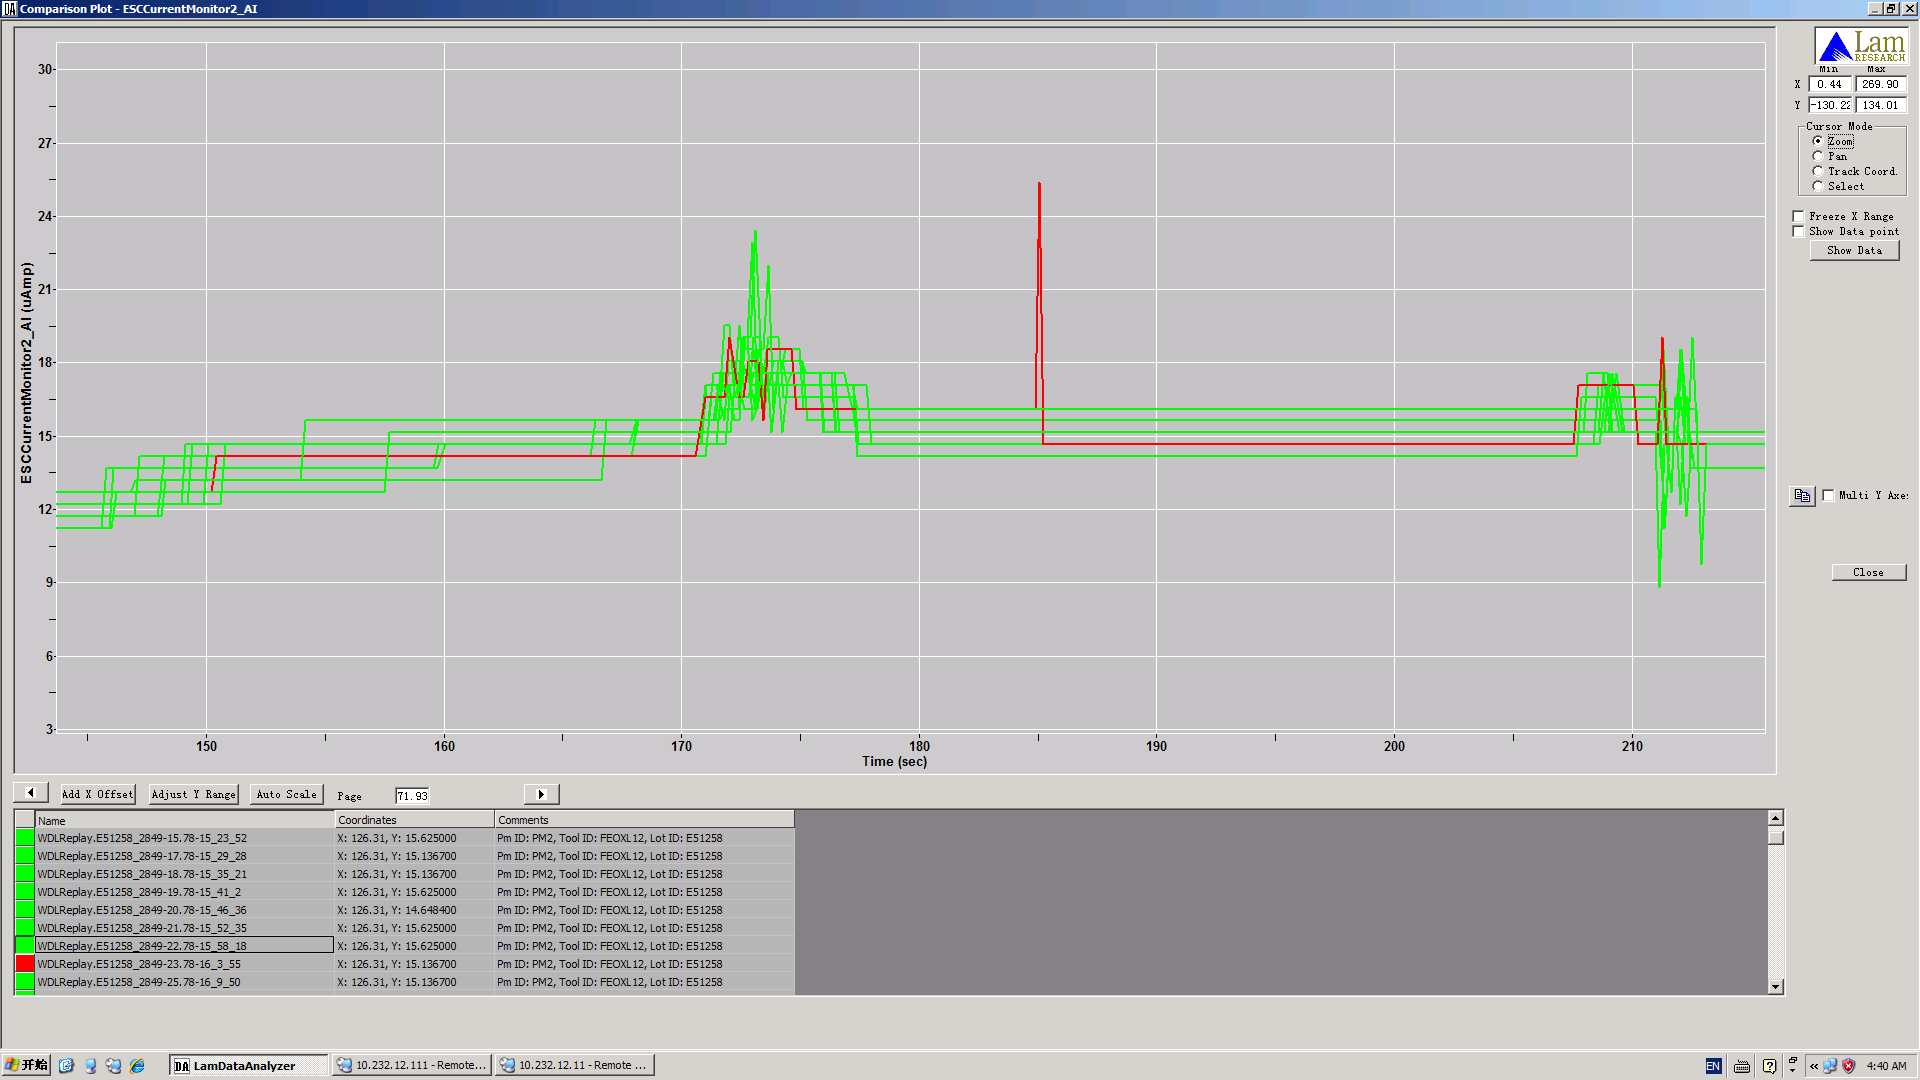 Comparison Plot - ESCCurrentMonitor2_AI
Lam
RESEARCH
Min Max
X 0.44 269.90
Y -130.22 134.01
Cursor Mode
Zoom
Pan
Track Coord.
Select
Freeze X Range
Show Data point
Show Data
Multi Y Axes
Close
ESCCurrentMonitor2_AI (uAmp)
30
27
24
21
18
15
12
9
6
3
150 160 170 180 190 200 210
Time (sec)
Add X Offset Adjust Y Range Auto Scale Page 71.93
Name Coordinates Comments
WDLReplay.E51258_2849-15.78-15_23_52 X: 126.31, Y: 15.625000 Pm ID: PM2, Tool ID: FEOXL12, Lot ID: E51258
WDLReplay.E51258_2849-17.78-15_29_28 X: 126.31, Y: 15.136700 Pm ID: PM2, Tool ID: FEOXL12, Lot ID: E51258
WDLReplay.E51258_2849-18.78-15_35_21 X: 126.31, Y: 15.136700 Pm ID: PM2, Tool ID: FEOXL12, Lot ID: E51258
WDLReplay.E51258_2849-19.78-15_41_2 X: 126.31, Y: 15.625000 Pm ID: PM2, Tool ID: FEOXL12, Lot ID: E51258
WDLReplay.E51258_2849-20.78-15_46_36 X: 126.31, Y: 14.648400 Pm ID: PM2, Tool ID: FEOXL12, Lot ID: E51258
WDLReplay.E51258_2849-21.78-15_52_35 X: 126.31, Y: 15.625000 Pm ID: PM2, Tool ID: FEOXL12, Lot ID: E51258
WDLReplay.E51258_2849-22.78-15_58_18 X: 126.31, Y: 15.625000 Pm ID: PM2, Tool ID: FEOXL12, Lot ID: E51258
WDLReplay.E51258_2849-23.78-16_3_55 X: 126.31, Y: 15.136700 Pm ID: PM2, Tool ID: FEOXL12, Lot ID: E51258
WDLReplay.E51258_2849-25.78-16_9_50 X: 126.31, Y: 15.136700 Pm ID: PM2, Tool ID: FEOXL12, Lot ID: E51258
开始 DA LamDataAnalyzer 10.232.12.111 - Remote... 10.232.12.11 - Remote ... EN 4:40 AM